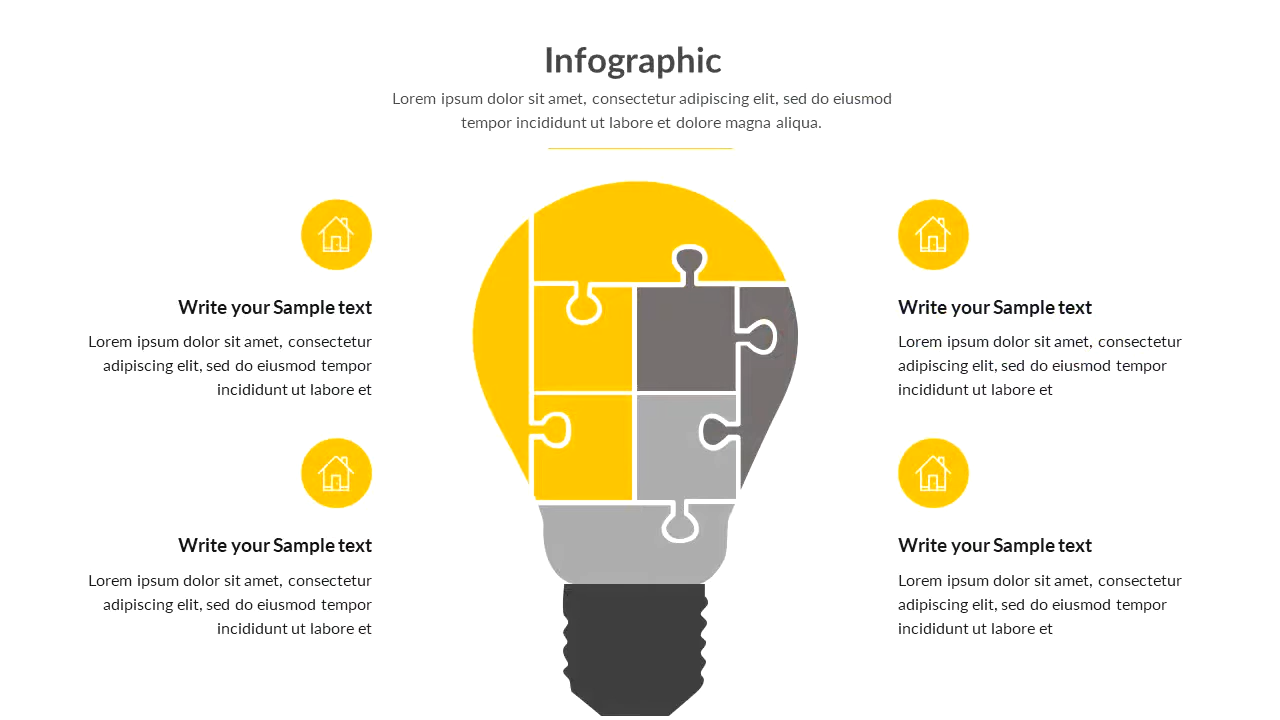 Infographic
Lorem ipsum dolor sit amet, consectetur adipiscing elit, sed do eiusmod
tempor incididunt ut labore et dolore magna aliqua.
Write your Sample text
Lorem ipsum dolor sit amet, consectetur
adipiscing elit, sed do eiusmod tempor
incididunt ut labore et
Write your Sample text
Lorem ipsum dolor sit amet, consectetur
adipiscing elit, sed do eiusmod tempor
incididunt ut labore et
Write your Sample text
Lorem ipsum dolor sit amet, consectetur
adipiscing elit, sed do eiusmod tempor
incididunt ut labore et
Write your Sample text
Lorem ipsum dolor sit amet, consectetur
adipiscing elit, sed do eiusmod tempor
incididunt ut labore et